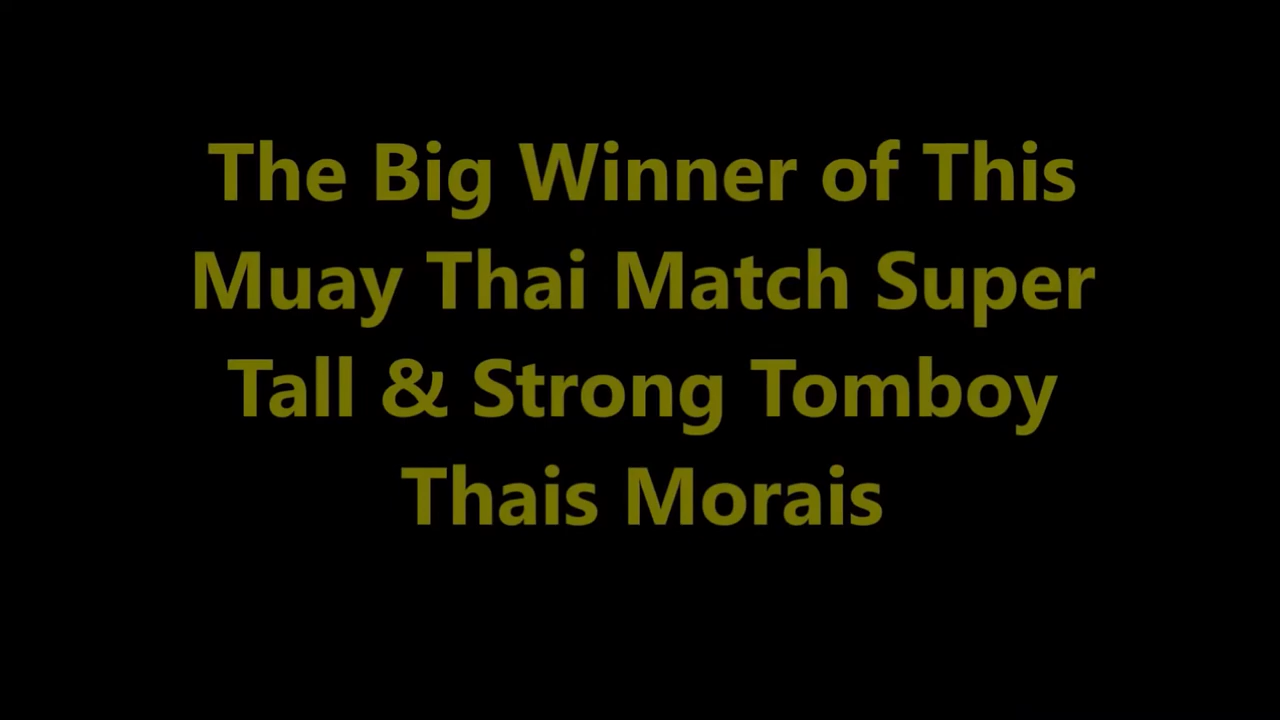 The Big Winner of This
Muay Thai Match Super
Tall & Strong Tomboy
Thais Morais